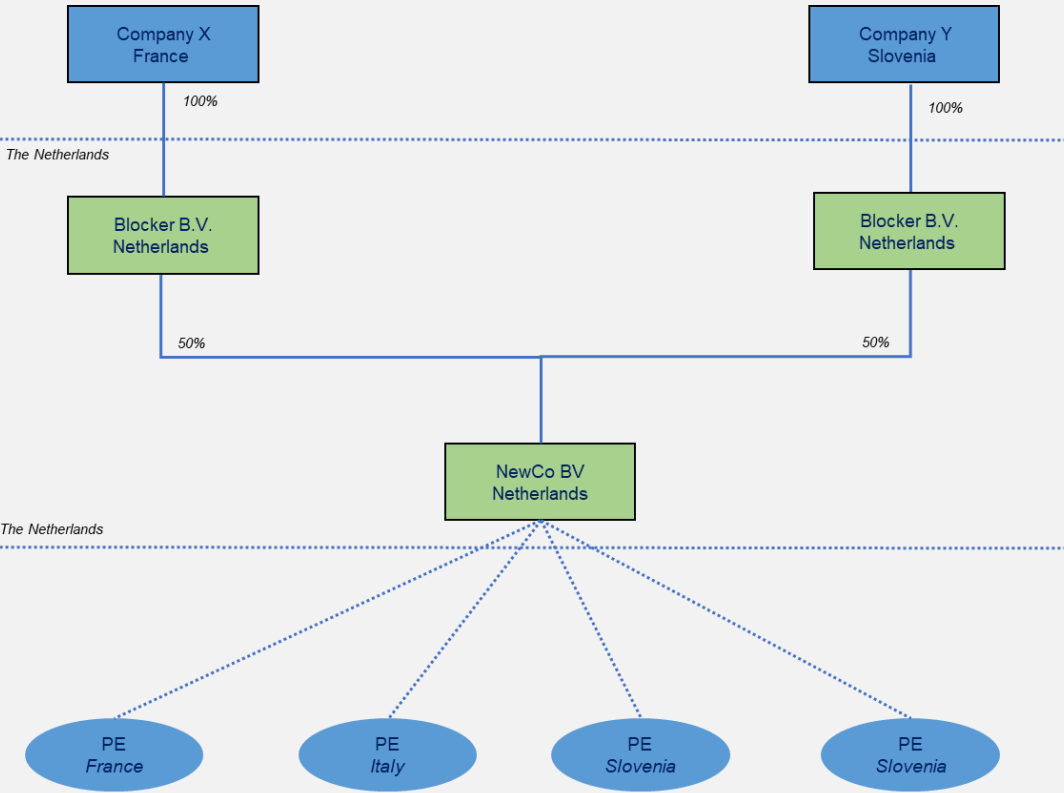 Company X
France
Company Y
Slovenia
100%
100%
The Netherlands
Blocker B.V.
Netherlands
Blocker B.V.
Netherlands
50%
50%
NewCo BV
Netherlands
The Netherlands
PE
France
PE
Italy
PE
Slovenia
PE
Slovenia